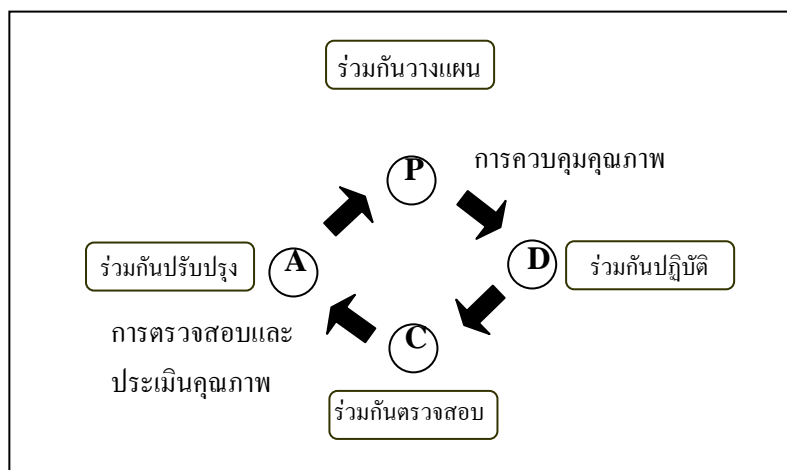 ร่วมกันวางแผน
P
การควบคุมคุณภาพ
ร่วมกันปรับปรุง
A
D
ร่วมกันปฏิบัติ
การตรวจสอบและ
ประเมินคุณภาพ
C
ร่วมกันตรวจสอบ